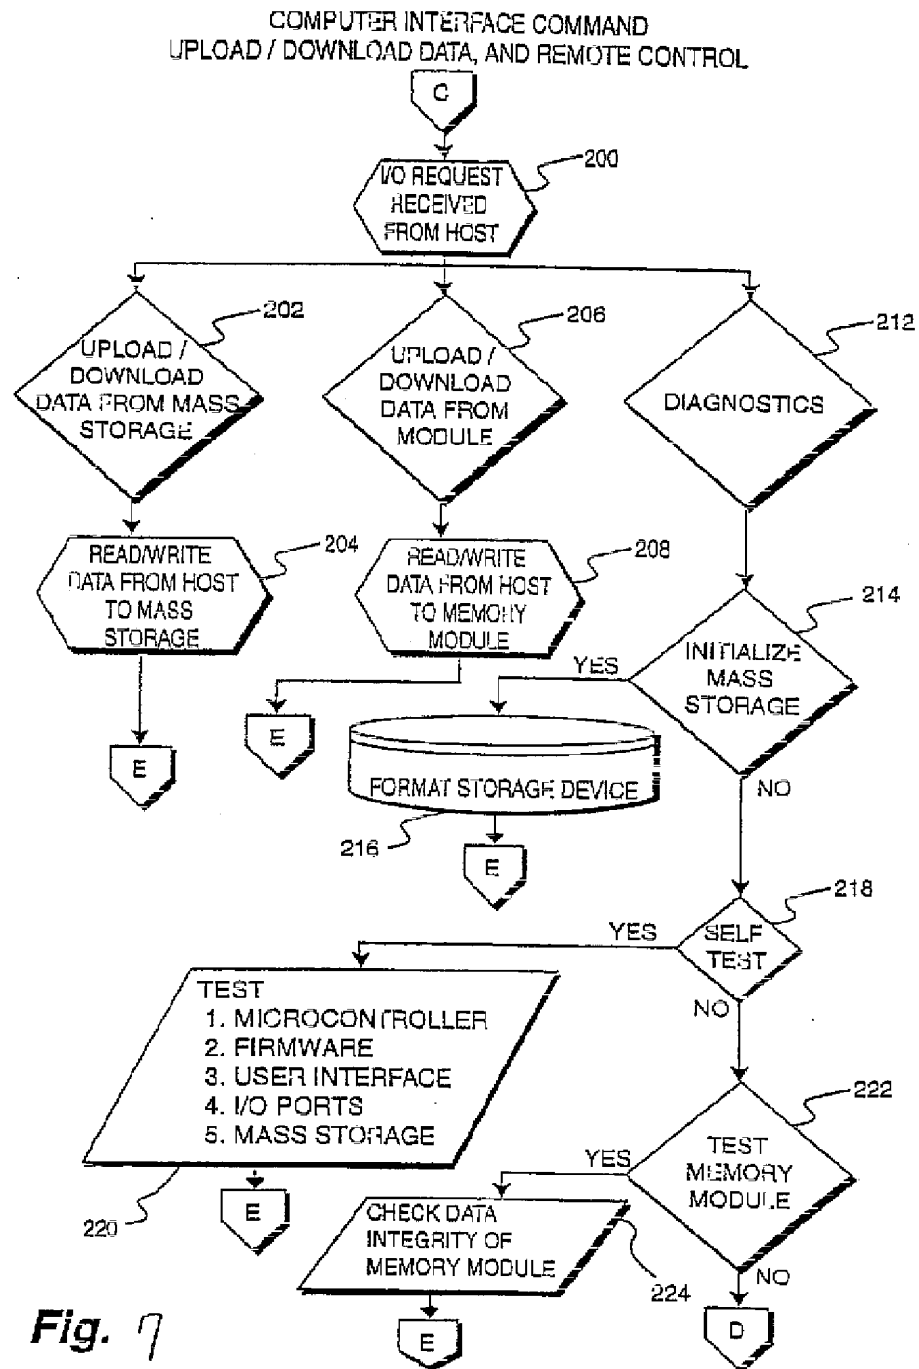 COMPUTER INTERFACE COMMAND
UPLOAD / DOWNLOAD DATA, AND REMOTE CONTROL
C
200
I/O REQUEST
RECEIVED
FROM HOST
202
UPLOAD /
DOWNLOAD
DATA FROM MASS
STORAGE
206
UPLOAD /
DOWNLOAD
DATA FROM
MODULE
212
DIAGNOSTICS
204
READ/WRITE
DATA FROM HOST
TO MASS
STORAGE
E
208
READ/WRITE
DATA FROM HOST
TO MEMORY
MODULE
E
214
INITIALIZE
MASS
STORAGE
YES
NO
FORMAT STORAGE DEVICE
216
E
218
SELF
TEST
YES
NO
TEST
1. MICROCONTROLLER
2. FIRMWARE
3. USER INTERFACE
4. I/O PORTS
5. MASS STORAGE
220
E
222
TEST
MEMORY
MODULE
YES
NO
CHECK DATA
INTEGRITY OF
MEMORY MODULE
224
E
D
Fig. 7